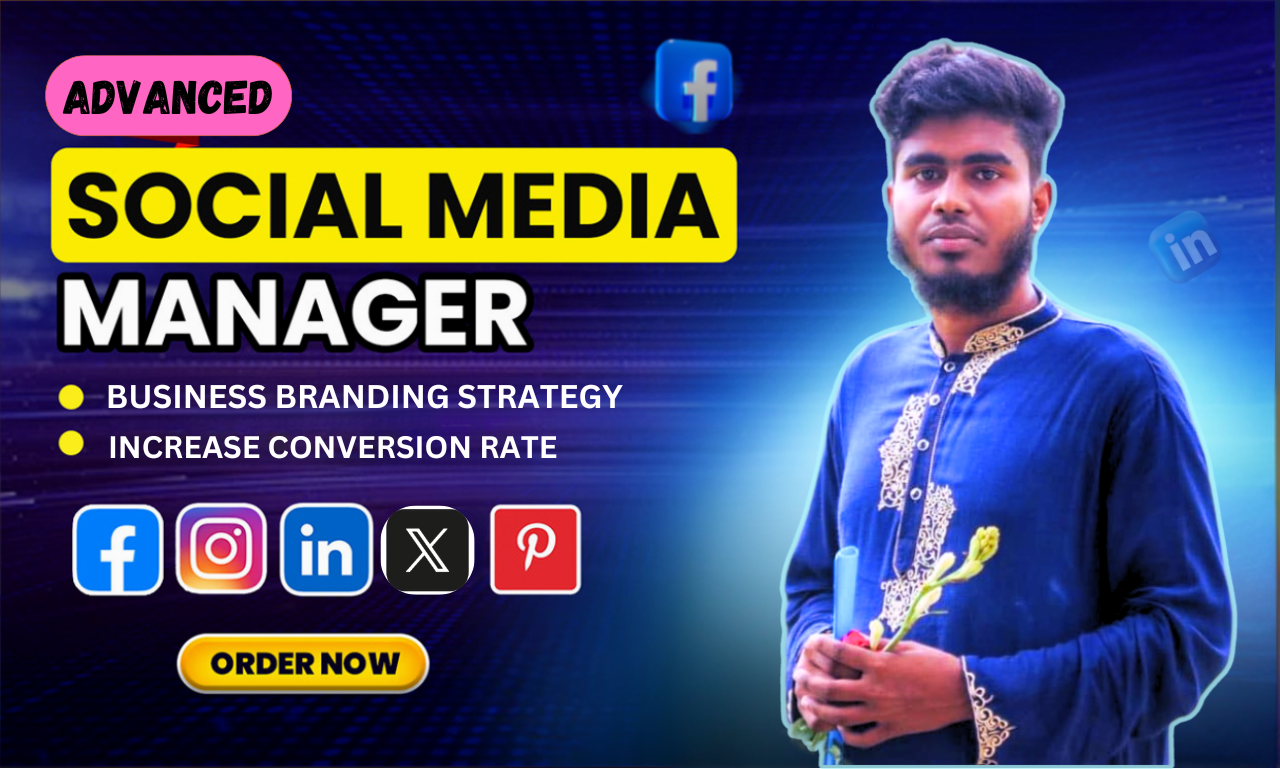 ADVANCED
SOCIAL MEDIA
MANAGER
BUSINESS BRANDING STRATEGY
INCREASE CONVERSION RATE
ORDER NOW